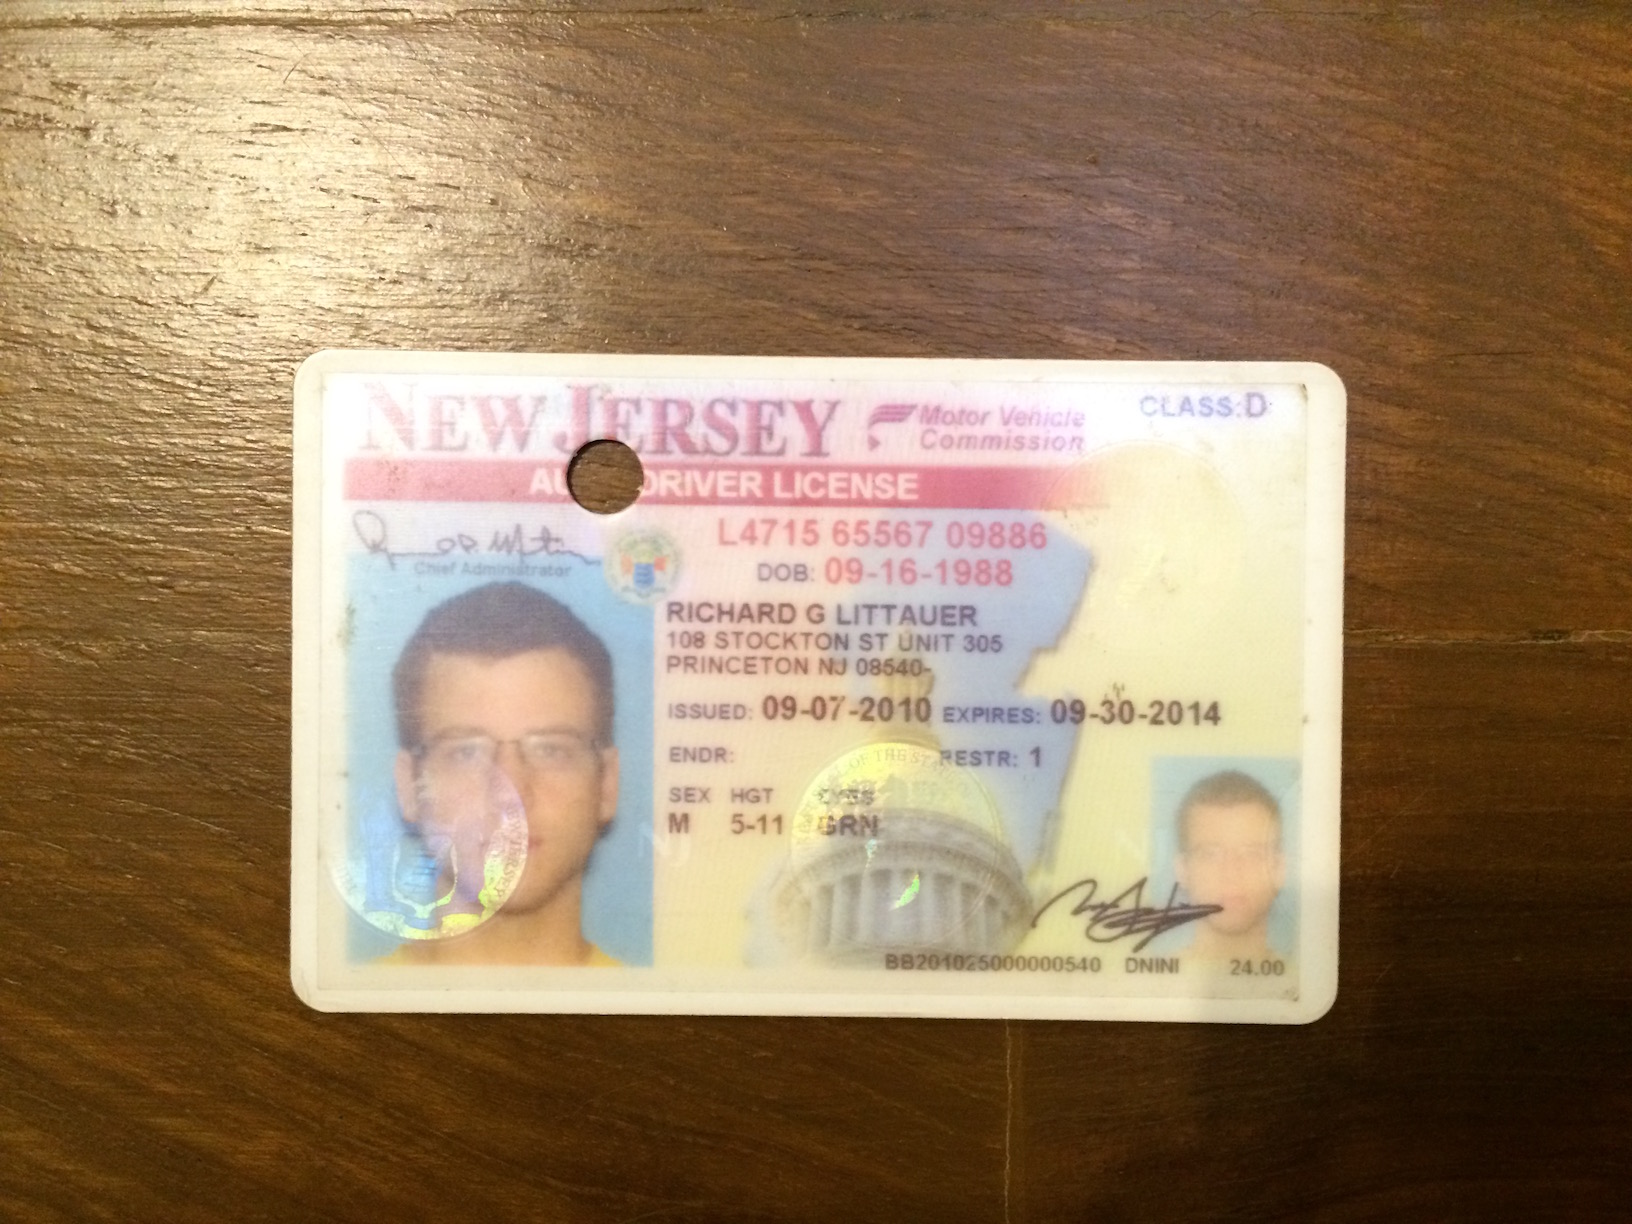 NEW JERSEY
Motor Vehicle
Commission
CLASS:D
DRIVER LICENSE
Chief Administrator
L4715 65567 09886
DOB: 09-16-1988
RICHARD G LITTAUER
108 STOCKTON ST UNIT 305
PRINCETON NJ 08540-
ISSUED: 09-07-2010 EXPIRES: 09-30-2014
ENDR: RESTR: 1
SEX HGT EYES
M 5-11 GRN
NJ
BB201025000000540 DNINI 24.00